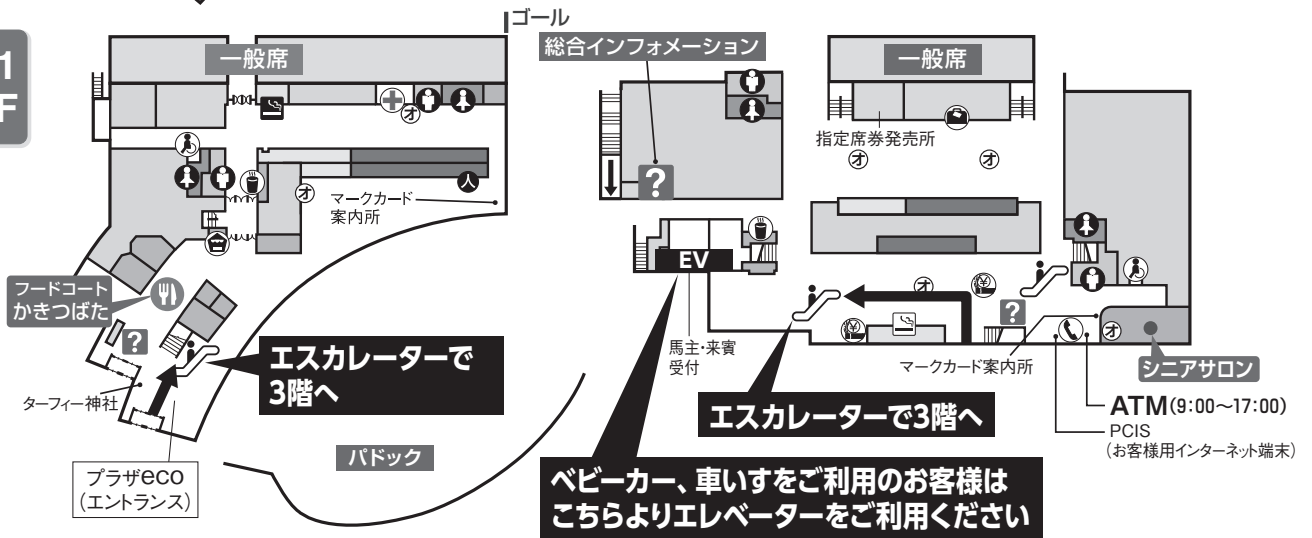 1
F
ゴール
一般席
総合インフォメーション
一般席
オ
指定席券発売所
オ
オ
?
オ
マークカード
案内所
人
EV
フードコート
かきつばた
?
オ
?
オ
エスカレーターで
3階へ
馬主・来賓
受付
マークカード案内所
シニアサロン
ターフィー神社
エスカレーターで3階へ
ATM(9:00～17:00)
PCIS
(お客様用インターネット端末)
パドック
プラザeco
(エントランス)
ベビーカー、車いすをご利用のお客様は
こちらよりエレベーターをご利用ください